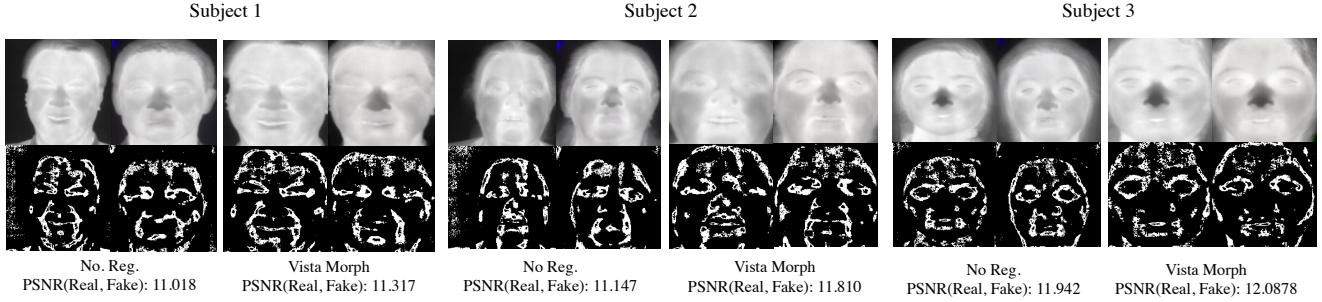 Subject 1
Subject 2
Subject 3
No. Reg.
PSNR(Real, Fake): 11.018
Vista Morph
PSNR(Real, Fake): 11.317
No Reg.
PSNR(Real, Fake): 11.147
Vista Morph
PSNR(Real, Fake): 11.810
No Reg.
PSNR(Real, Fake): 11.942
Vista Morph
PSNR(Real, Fake): 12.0878